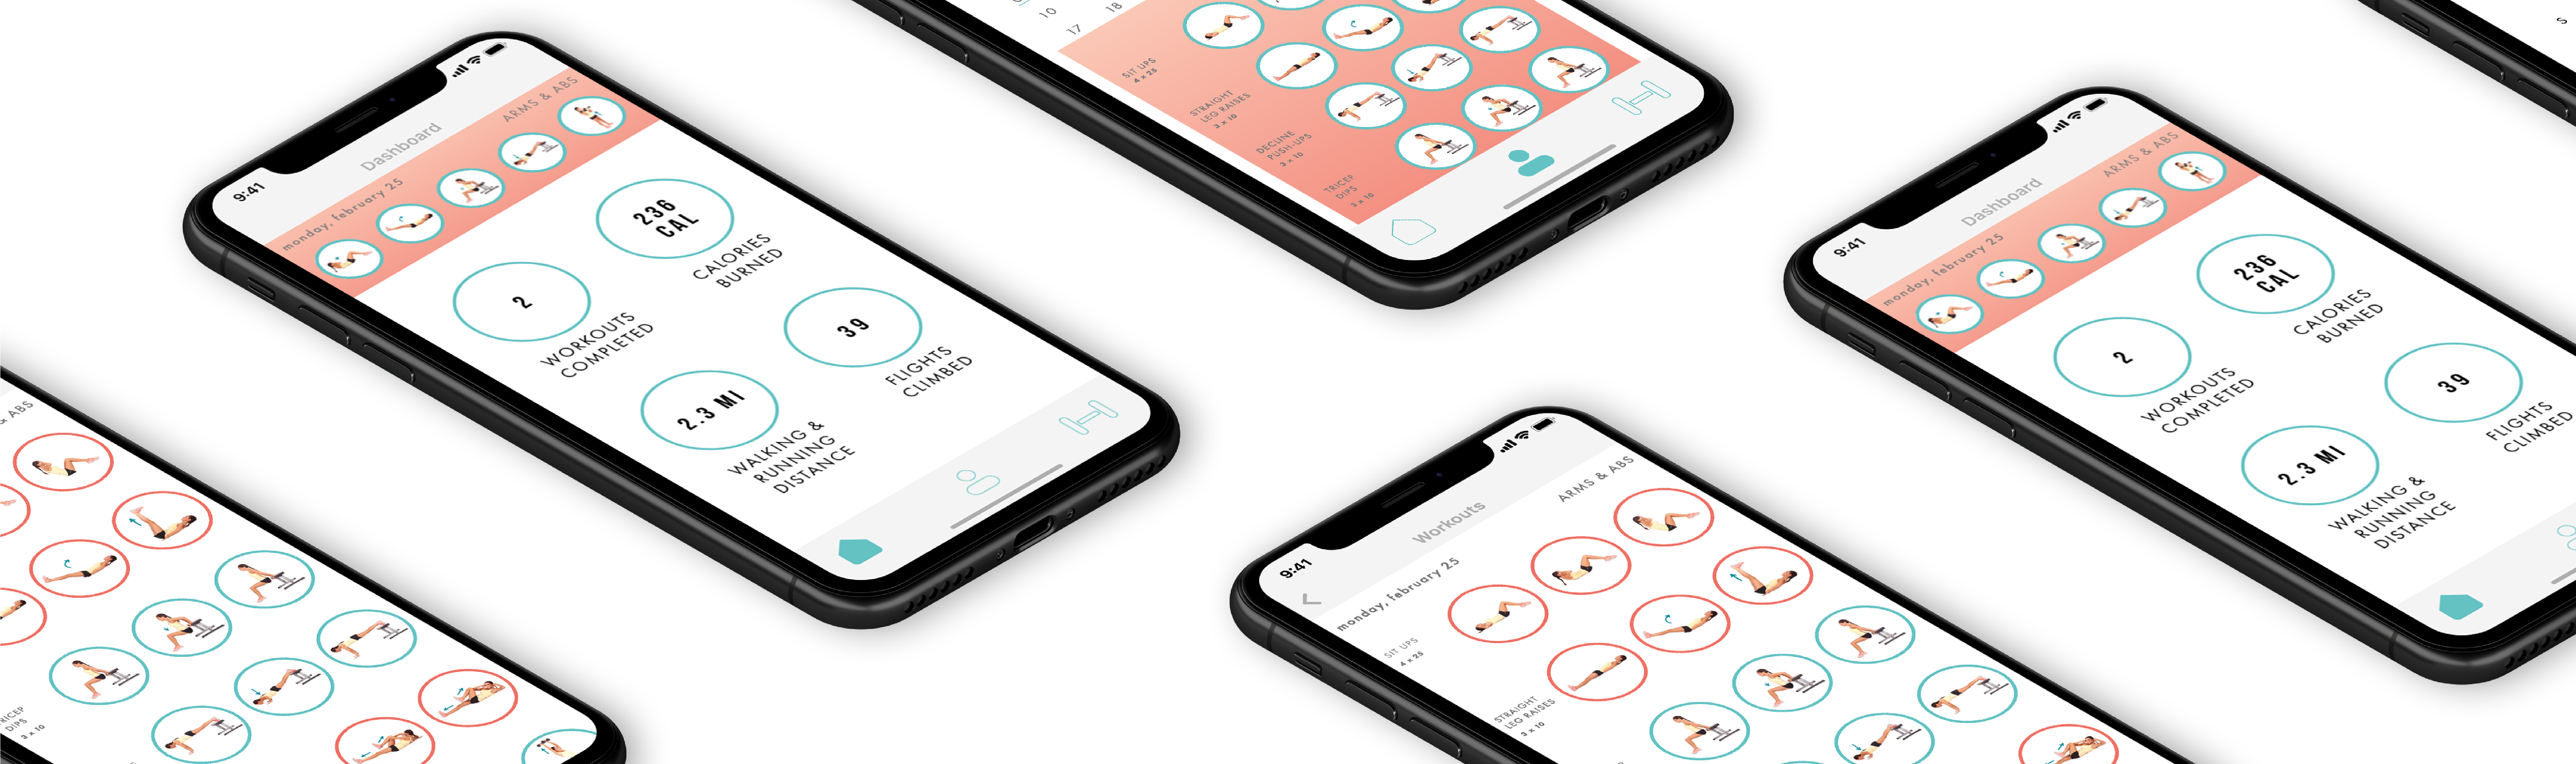 9:41
Dashboard
monday, february 25
ARMS & ABS
2
WORKOUTS
COMPLETED
236
CAL
CALORIES
BURNED
2.3 MI
WALKING &
RUNNING
DISTANCE
39
FLIGHTS
CLIMBED
10
17
18
SIT UPS
4 x 25
STRAIGHT
LEG RAISES
3 x 10
DECLINE
PUSH-UPS
3 x 10
TRICEP
DIPS
3 x 10
& ABS
RICEP
DIPS
3 x 10
9:41
Workouts
monday, february 25
ARMS & ABS
SIT UPS
4 x 25
STRAIGHT
LEG RAISES
3 x 10
9:41
Dashboard
monday, february 25
ARMS & ABS
2
WORKOUTS
COMPLETED
236
CAL
CALORIES
BURNED
2.3 MI
WALKING &
RUNNING
DISTANCE
39
FLIGHTS
CLIMBED
S